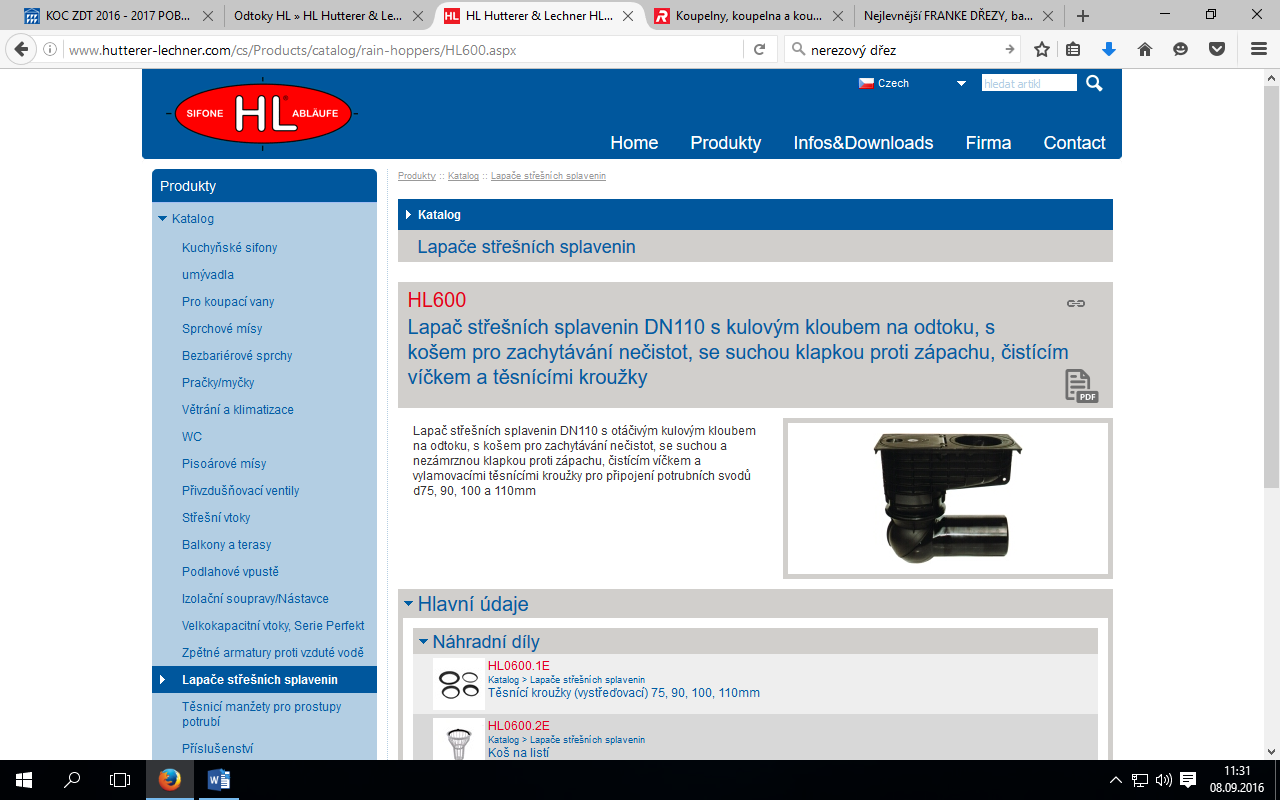 KOC ZDT 2016 - 2017 POB...
Odtoky HL » HL Hutterer & Le...
HL Hutterer & Lechner HL...
Koupelny, koupelna a kou...
Nejlevnější FRANKE DŘEZY, ba...
www.hutterer-lechner.com/cs/Products/catalog/rain-hoppers/HL600.aspx
nerezový dřez
SIFONE HL ABLÄUFE
Czech
hledat artikl
Home
Produkty
Infos&Downloads
Firma
Contact
Produkty
Katalog
Kuchyňské sifony
umývadla
Pro koupací vany
Sprchové mísy
Bezbariérové sprchy
Pračky/myčky
Větrání a klimatizace
WC
Pisoárové mísy
Přivzdušňovací ventily
Střešní vtoky
Balkony a terasy
Podlahové vpustě
Izolační soupravy/Nástavce
Velkokapacitní vtoky, Serie Perfekt
Zpětné armatury proti vzduté vodě
Lapače střešních splavenin
Těsnicí manžety pro prostupy
potrubí
Příslušenství
Produkty :: Katalog :: Lapače střešních splavenin
Katalog
Lapače střešních splavenin
HL600
Lapač střešních splavenin DN110 s kulovým kloubem na odtoku, s
košem pro zachytávání nečistot, se suchou klapkou proti zápachu, čistícím
víčkem a těsnícími kroužky
PDF
Lapač střešních splavenin DN110 s otáčivým kulovým kloubem
na odtoku, s košem pro zachytávání nečistot, se suchou a
nezámrznou klapkou proti zápachu, čistícím víčkem a
vylamovacími těsnícími kroužky pro připojení potrubních svodů
d75, 90, 100 a 110mm
Hlavní údaje
Náhradní díly
HL0600.1E
Katalog > Lapače střešních splavenin
Těsnící kroužky (vystřeďovací) 75, 90, 100, 110mm
HL0600.2E
Katalog > Lapače střešních splavenin
Koš na listí
11:31
08.09.2016